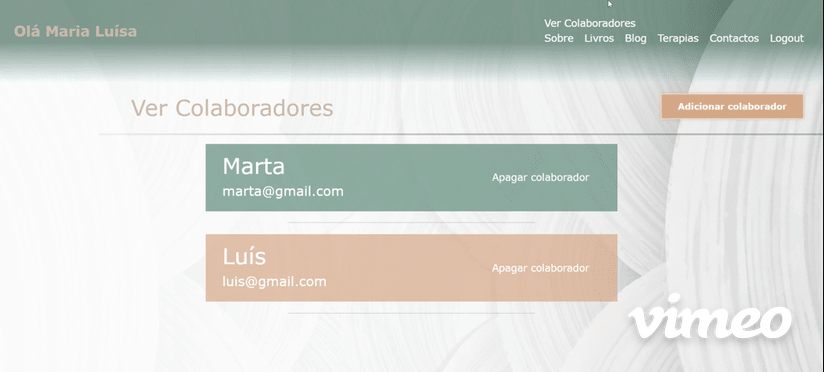 Olá Maria Luísa
Ver Colaboradores
Sobre Livros Blog Terapias Contactos Logout
Ver Colaboradores
Adicionar colaborador
Marta
marta@gmail.com
Apagar colaborador
Luís
luis@gmail.com
Apagar colaborador
vimeo